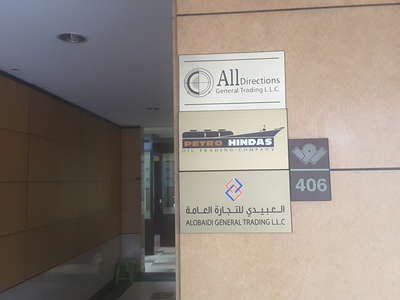 All Directions
General Trading L.L.C.
PETRO HINDAS
OIL TRADING COMPANY
العبيدي للتجارة العامة
ALOBAIDI GENERAL TRADING L.L.C
406